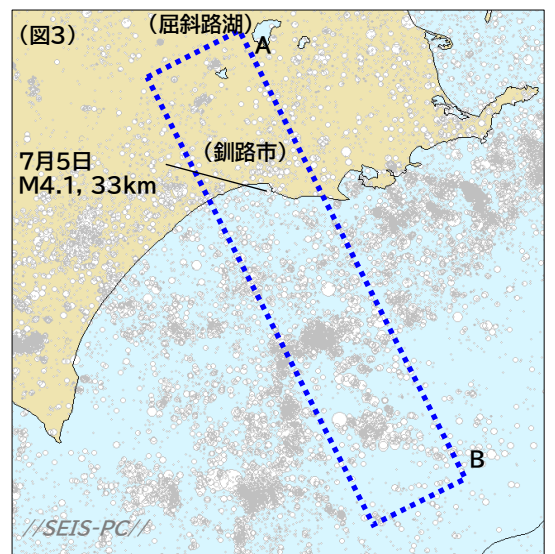 (図3)
(屈斜路湖)
A
(釧路市)
7月5日
M4.1, 33km
B
//SEIS-PC//